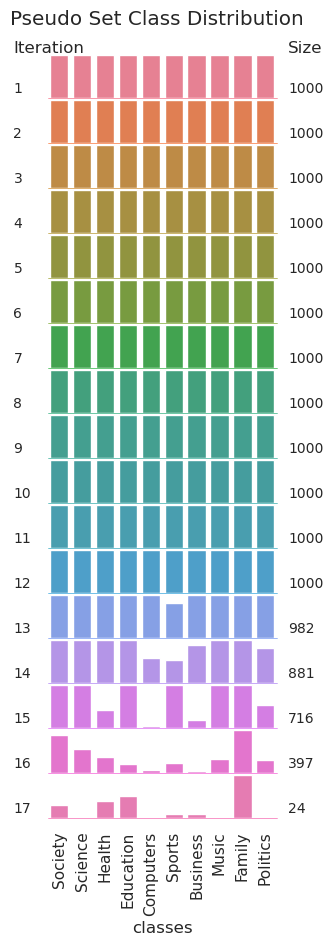 Pseudo Set Class Distribution
Iteration Size
1 1000
2 1000
3 1000
4 1000
5 1000
6 1000
7 1000
8 1000
9 1000
10 1000
11 1000
12 1000
13 982
14 881
15 716
16 397
17 24
Society
Science
Health
Education
Computers
Sports
Business
Music
Family
Politics
classes